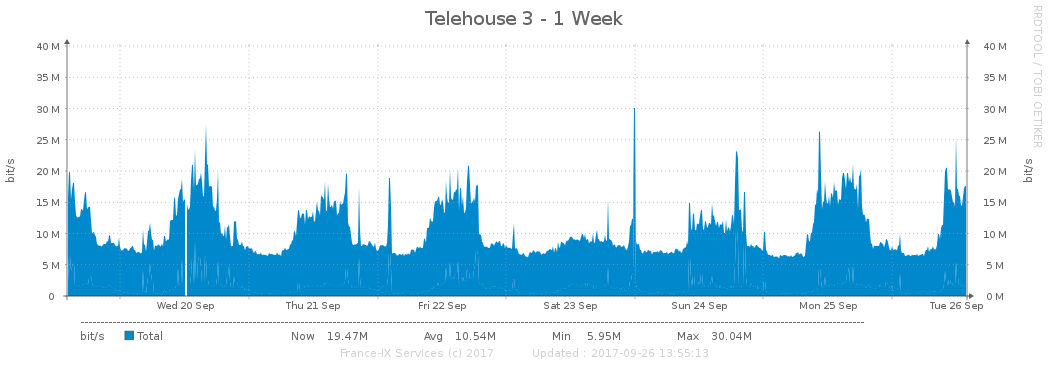 Telehouse 3 - 1 Week
RRDTOOL / TOBI OETIKER
40 M 40 M
35 M 35 M
30 M 30 M
25 M 25 M
20 M 20 M
15 M 15 M
10 M 10 M
5 M 5 M
0 0 M
bit/s bit/s
Wed 20 Sep Thu 21 Sep Fri 22 Sep Sat 23 Sep Sun 24 Sep Mon 25 Sep Tue 26 Sep
bit/s Total Now 19.47M Avg 10.54M Min 5.95M Max 30.04M
France-IX Services (c) 2017 Updated : 2017-09-26 13:55:13